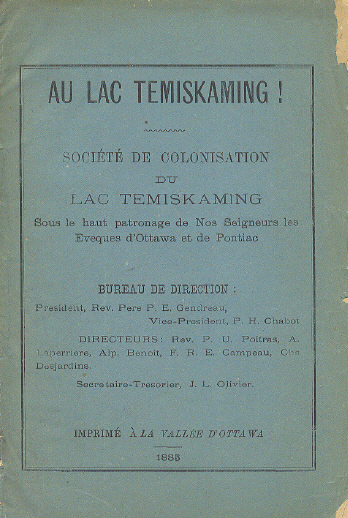 AU LAC TEMISKAMING !
SOCIÉTÉ DE COLONISATION
DU
LAC TEMISKAMING
Sous le haut patronage de Nos Seigneurs les
Eveques d'Ottawa et de Pontiac
BUREAU DE DIRECTION :
President, Rev. Pere P. E. Gendreau,
Vice-President, P. H. Chabot
DIRECTEURS : Rev. P. U. Poitras, A.
Laperriere, Alp. Benoit, F. R. E. Campeau, Chs
Desjardins.
Secretaire-Tresorier, J. L. Olivier.
IMPRIMÉ À LA VALLÉE D'OTTAWA
1885